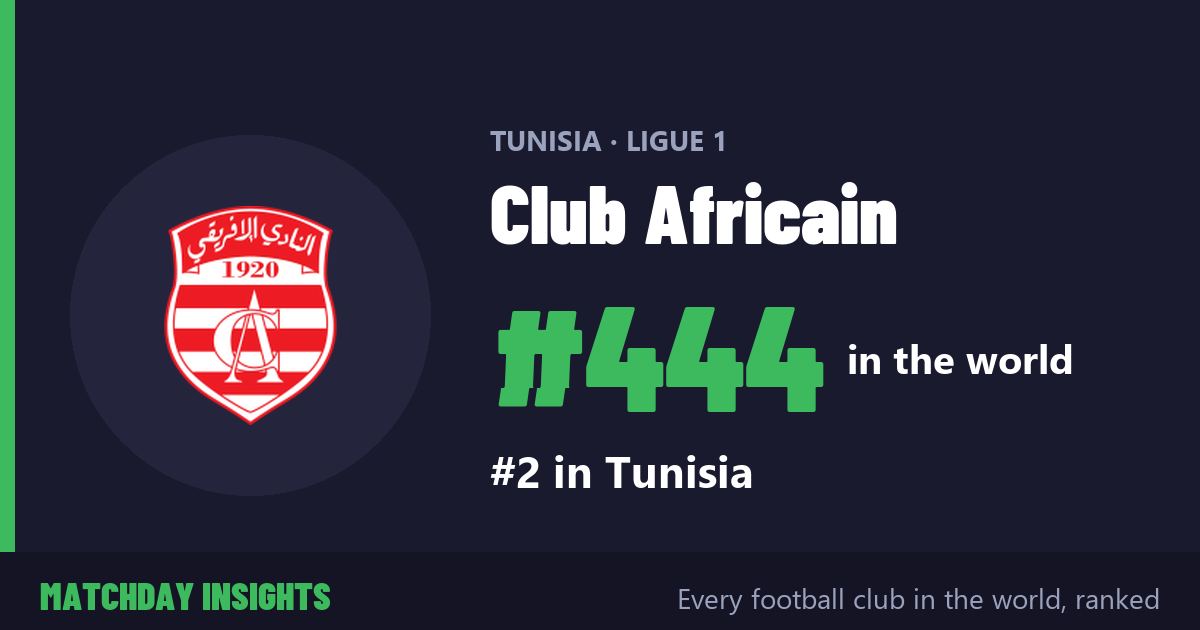 TUNISIA · LIGUE 1
Club Africain
النادي الافريقي
1920
CA
#444 in the world
#2 in Tunisia
MATCHDAY INSIGHTS
Every football club in the world, ranked